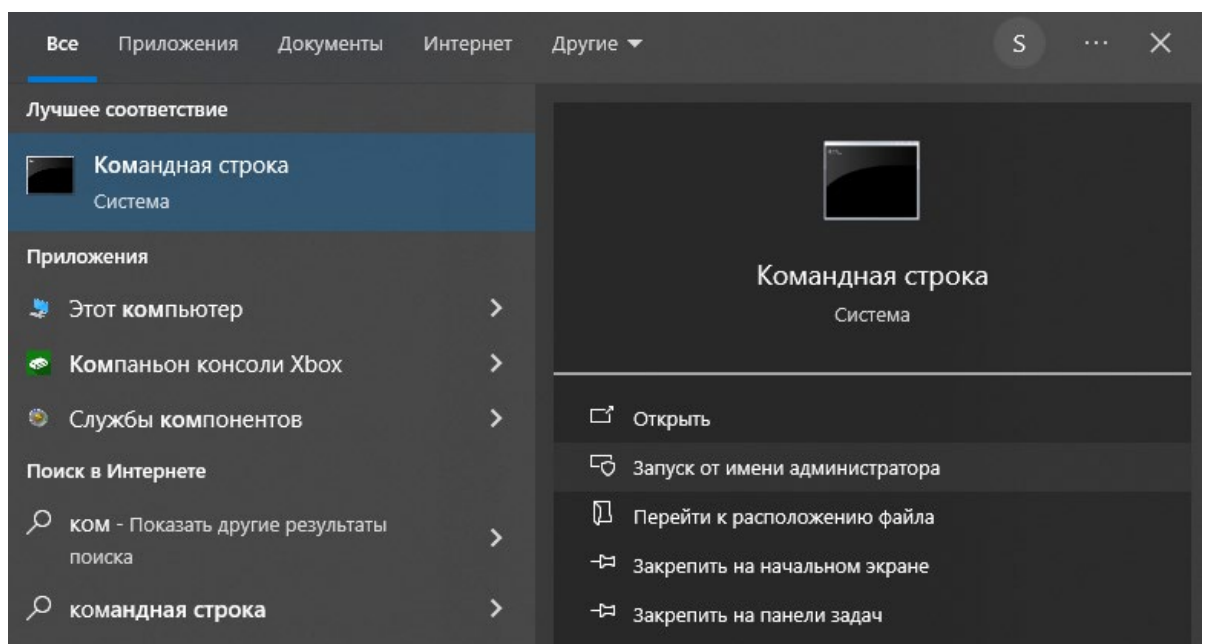 Все Приложения Документы Интернет Другие S ...
Лучшее соответствие
Командная строка
Система
Приложения
Этот компьютер
Компаньон консоли Xbox
Службы компонентов
Поиск в Интернете
ком - Показать другие результаты
поиска
командная строка
Командная строка
Система
Открыть
Запуск от имени администратора
Перейти к расположению файла
Закрепить на начальном экране
Закрепить на панели задач